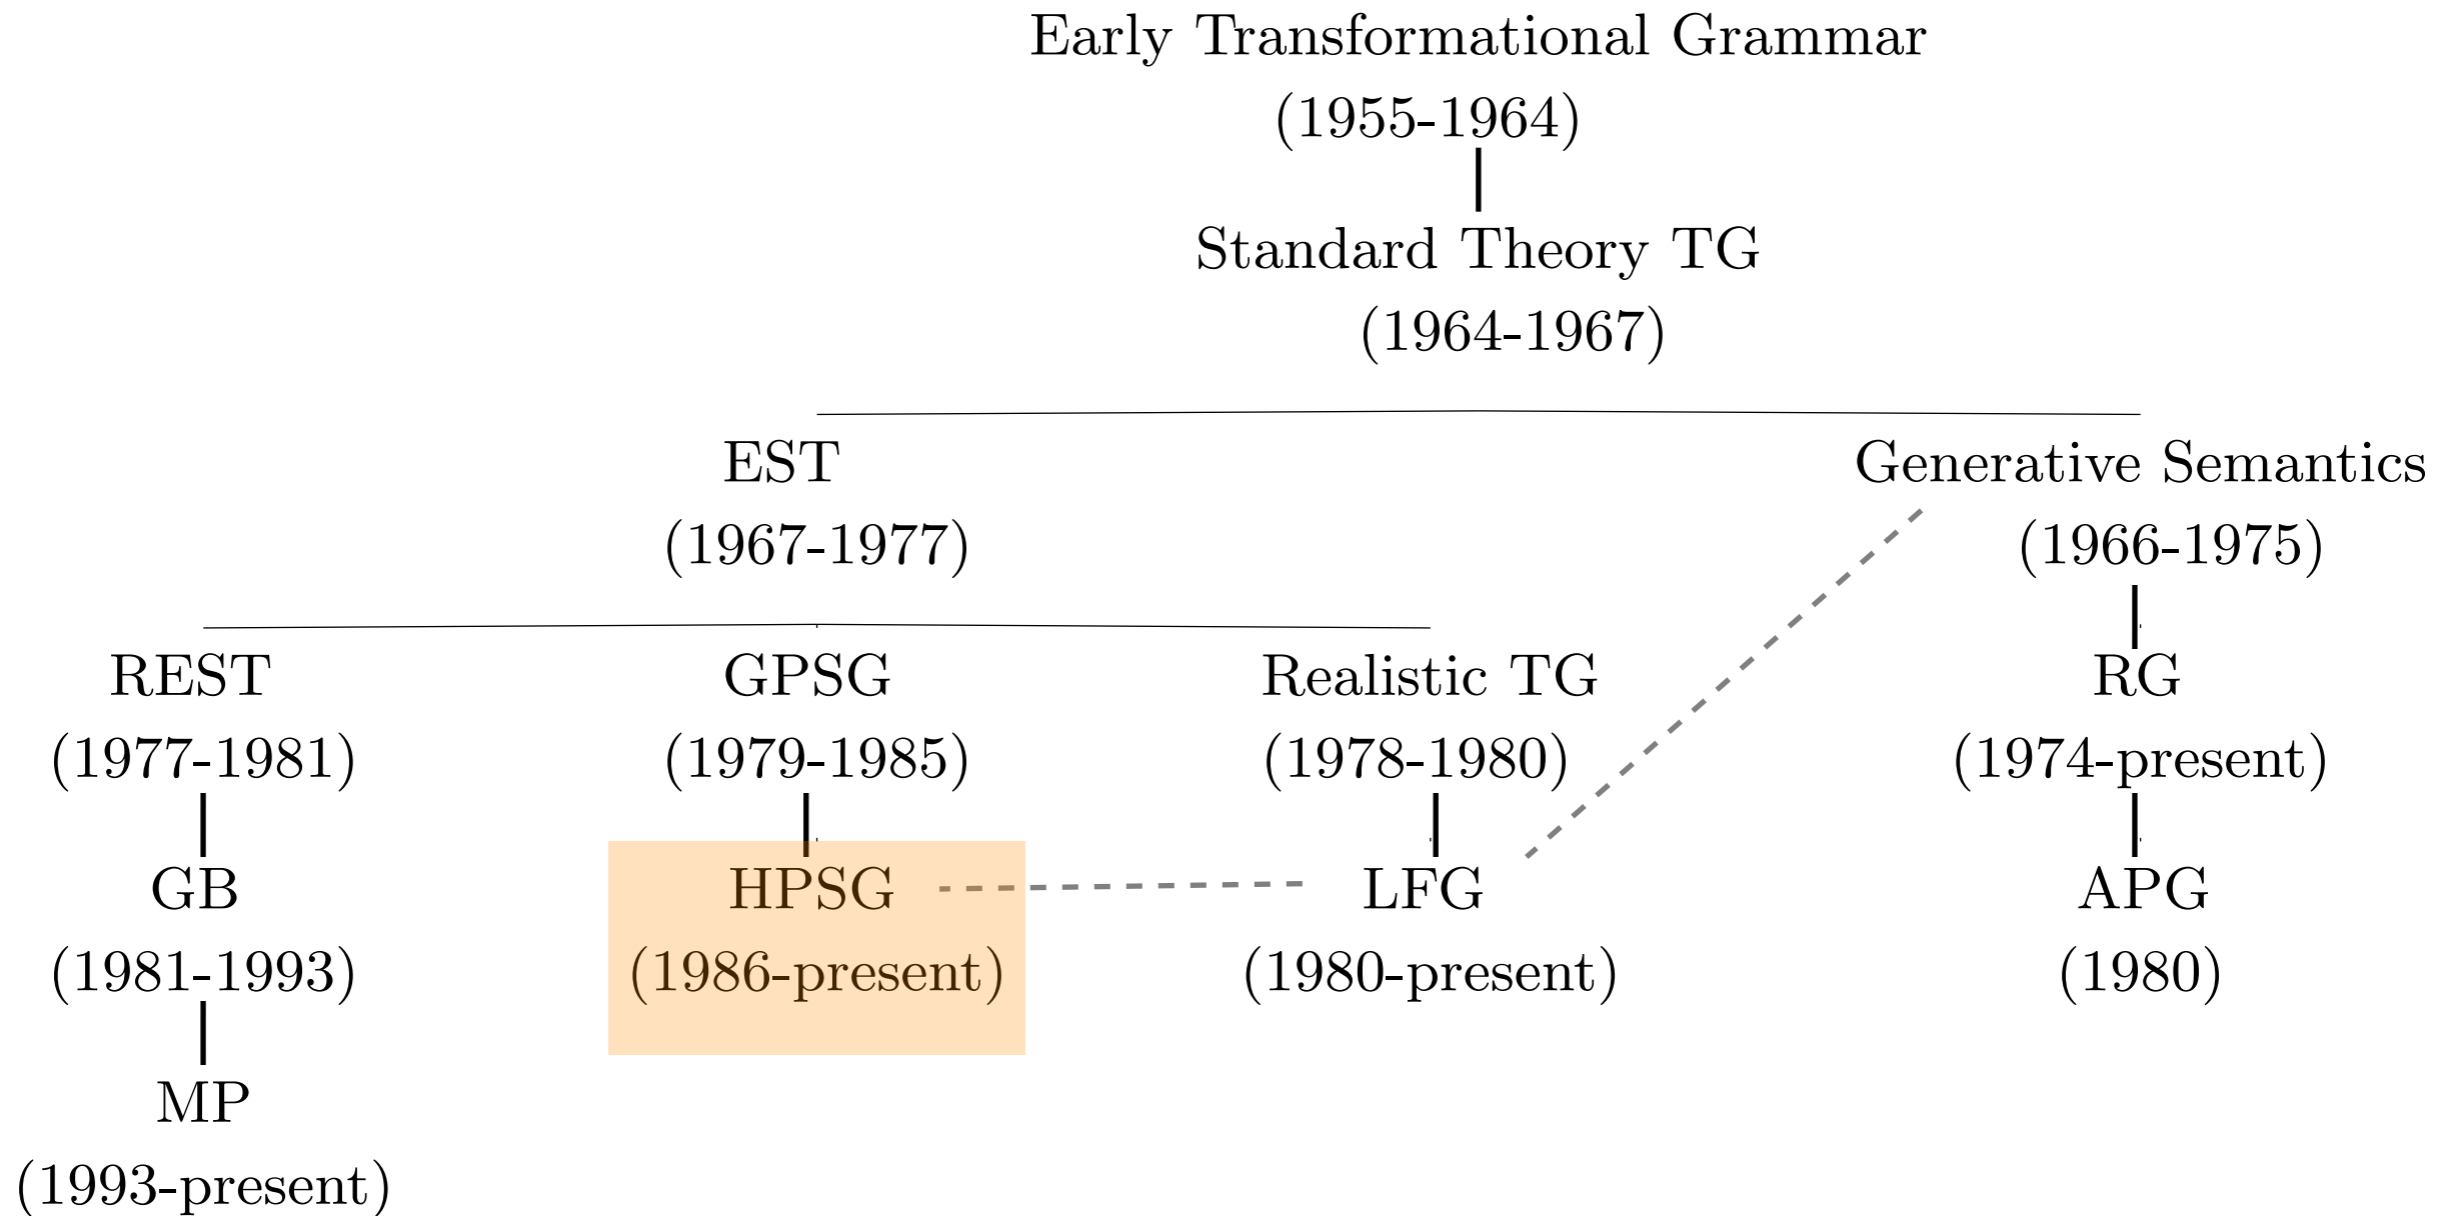 Early Transformational Grammar
(1955-1964)
Standard Theory TG
(1964-1967)
EST
(1967-1977)
Generative Semantics
(1966-1975)
REST
(1977-1981)
GPSG
(1979-1985)
Realistic TG
(1978-1980)
RG
(1974-present)
GB
(1981-1993)
HPSG
(1986-present)
LFG
(1980-present)
APG
(1980)
MP
(1993-present)